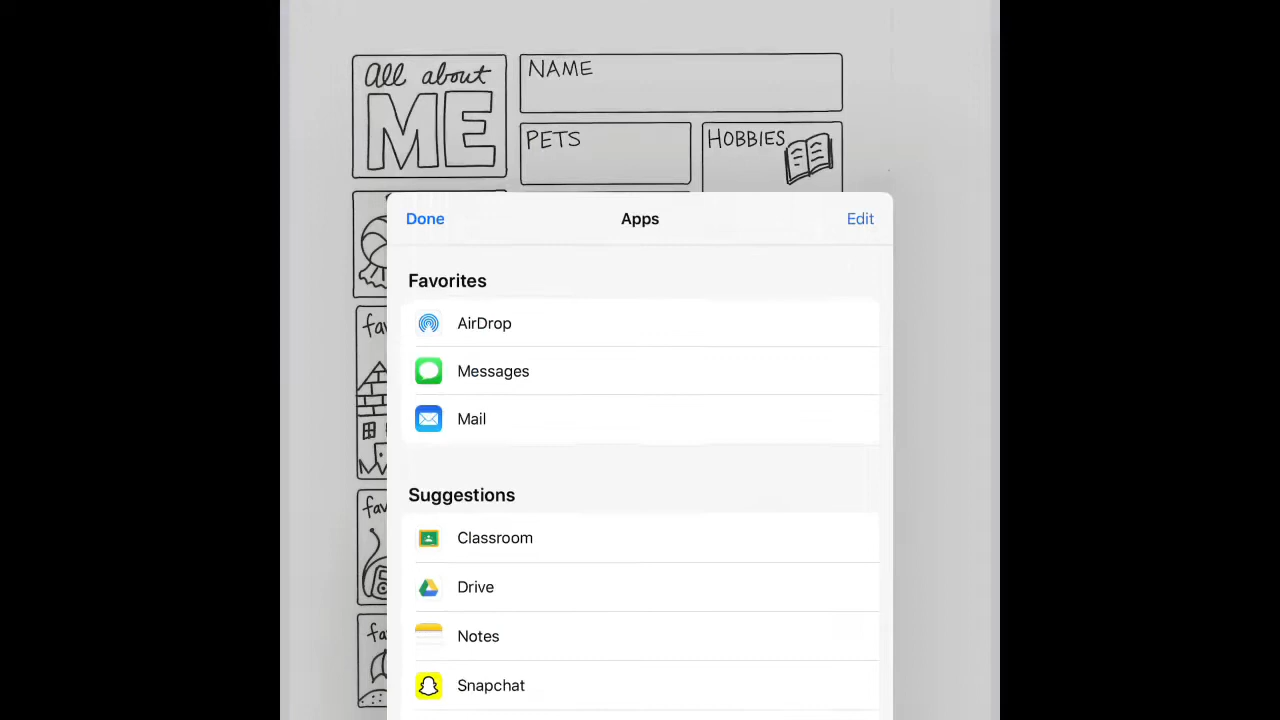 All about
ME
NAME
PETS
HOBBIES
Done
Apps
Edit
Favorites
AirDrop
Messages
Mail
Suggestions
Classroom
Drive
Notes
Snapchat